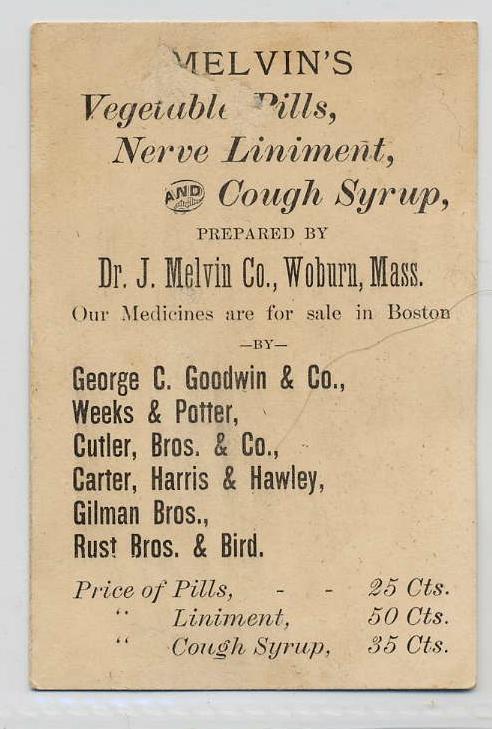 MELVIN'S
Vegetable Pills,
Nerve Liniment,
AND Cough Syrup,
PREPARED BY
Dr. J. Melvin Co., Woburn, Mass.
Our Medicines are for sale in Boston
—BY—
George C. Goodwin & Co.,
Weeks & Potter,
Cutler, Bros. & Co.,
Carter, Harris & Hawley,
Gilman Bros.,
Rust Bros. & Bird.
Price of Pills, - - 25 Cts.
“ Liniment, 50 Cts.
“ Cough Syrup, 35 Cts.